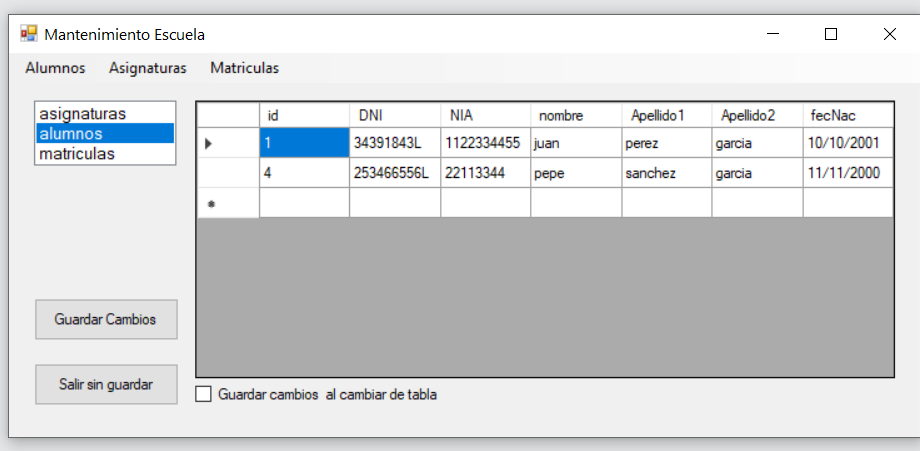 Mantenimiento Escuela
Alumnos Asignaturas Matriculas
asignaturas
alumnos
matriculas
id DNI NIA nombre Apellido1 Apellido2 fecNac
1 34391843L 1122334455 juan perez garcia 10/10/2001
4 253466556L 22113344 pepe sanchez garcia 11/11/2000
Guardar Cambios
Salir sin guardar
Guardar cambios al cambiar de tabla